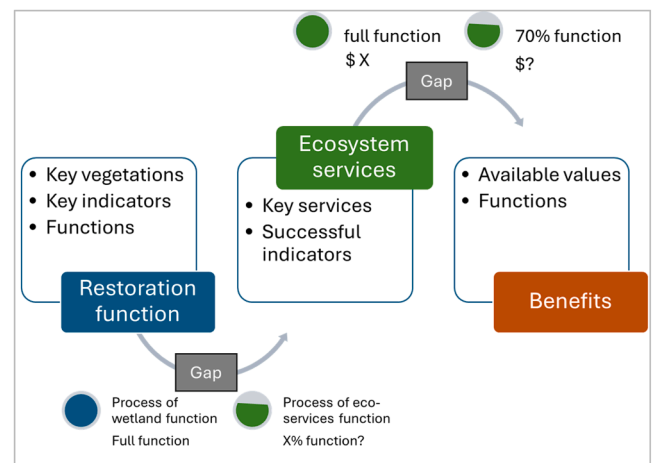 full function
$ X
70% function
$?
Gap
Ecosystem
services
• Key vegetations
• Key indicators
• Functions
Restoration
function
• Key services
• Successful
indicators
• Available values
• Functions
Benefits
Gap
Process of
wetland function
Full function
Process of eco-
services function
X% function?